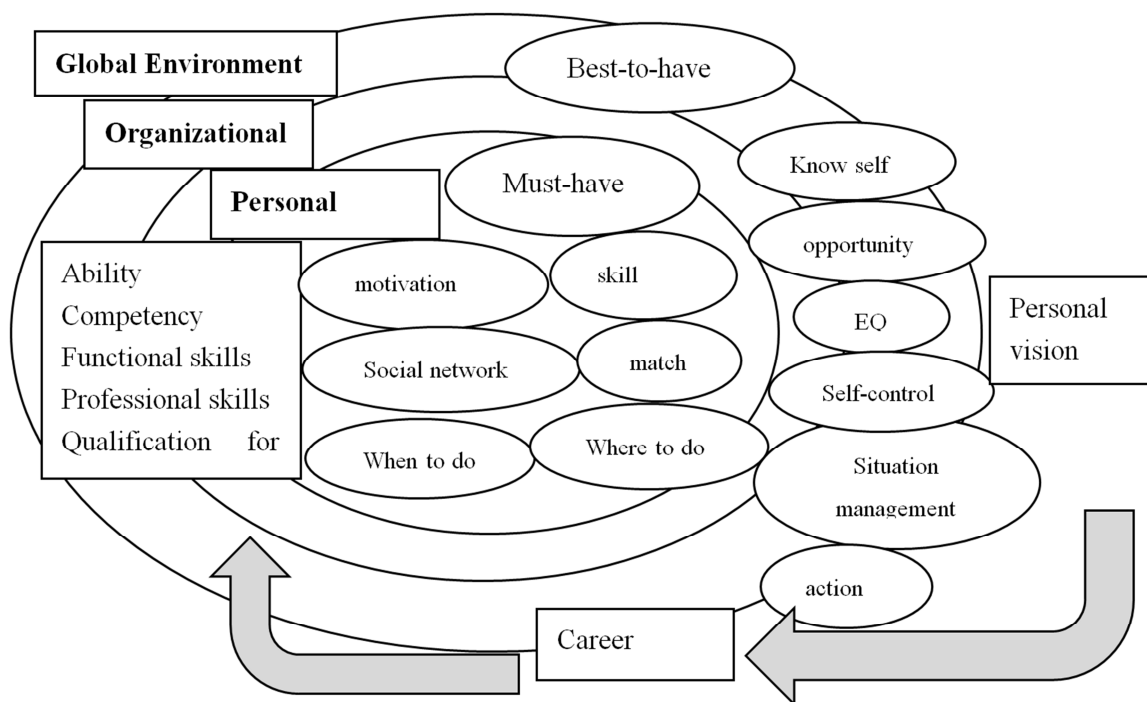 Global Environment
Best-to-have
Organizational
Know self
Must-have
Personal
opportunity
Ability
Competency
Functional skills
Professional skills
Qualification for
motivation
skill
EQ
Personal
vision
Social network
match
Self-control
When to do
Where to do
Situation
management
action
Career